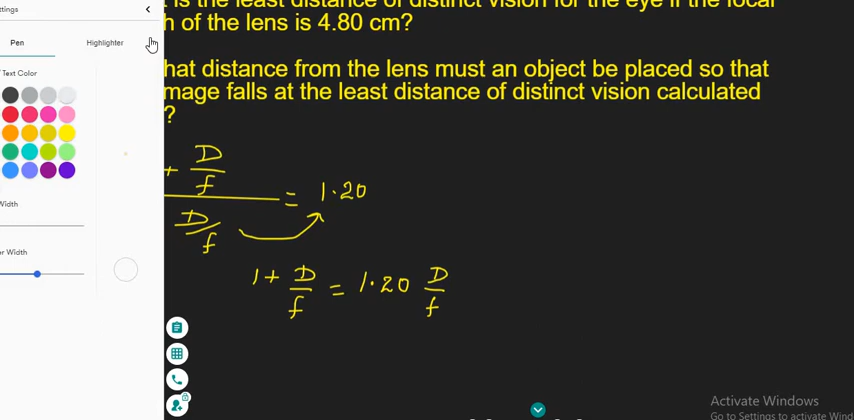 ttings
t is the least distance of distinct vision for the eye if the focal
h of the lens is 4.80 cm?
Pen
Highlighter
hat distance from the lens must an object be placed so that
mage falls at the least distance of distinct vision calculated
?
Text Color
Width
er Width
+ D/f
= 1.20
D/f
1 + D/f = 1.20 D/f
Activate Windows
Go to Settings to activate Win